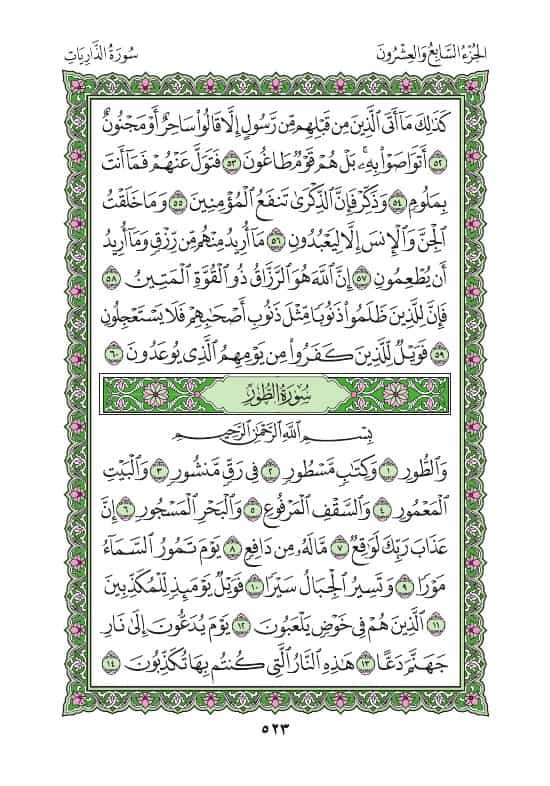 الجُزْءُ السَّابِعُ وَالعِشْرُونَ
سُورَةُ الذَّارِيَاتِ
كَذَٰلِكَ مَآ أَتَى ٱلَّذِينَ مِن قَبۡلِهِم مِّن رَّسُولٍ إِلَّا قَالُواْ سَاحِرٌ أَوۡ مَجۡنُونٌ
٥٢ أَتَوَاصَوۡاْ بِهِۦۚ بَلۡ هُمۡ قَوۡمٞ طَاغُونَ ٥٣ فَتَوَلَّ عَنۡهُمۡ فَمَآ أَنتَ
بِمَلُومٖ ٥٤ وَذَكِّرۡ فَإِنَّ ٱلذِّكۡرَىٰ تَنفَعُ ٱلۡمُؤۡمِنِينَ ٥٥ وَمَا خَلَقۡتُ
ٱلۡجِنَّ وَٱلۡإِنسَ إِلَّا لِيَعۡبُدُونِ ٥٦ مَآ أُرِيدُ مِنۡهُم مِّن رِّزۡقٖ وَمَآ أُرِيدُ
أَن يُطۡعِمُونِ ٥٧ إِنَّ ٱللَّهَ هُوَ ٱلرَّزَّاقُ ذُو ٱلۡقُوَّةِ ٱلۡمَتِينُ ٥٨
فَإِنَّ لِلَّذِينَ ظَلَمُواْ ذَنُوبٗا مِّثۡلَ ذَنُوبِ أَصۡحَٰبِهِمۡ فَلَا يَسۡتَعۡجِلُونِ
٥٩ فَوَيۡلٞ لِّلَّذِينَ كَفَرُواْ مِن يَوۡمِهِمُ ٱلَّذِي يُوعَدُونَ ٦٠
سُورَةُ الطُّورِ
بِسۡمِ ٱللَّهِ ٱلرَّحۡمَٰنِ ٱلرَّحِيمِ
وَٱلطُّورِ ١ وَكِتَٰبٖ مَّسۡطُورٖ ٢ فِي رَقّٖ مَّنشُورٖ ٣ وَٱلۡبَيۡتِ
ٱلۡمَعۡمُورِ ٤ وَٱلسَّقۡفِ ٱلۡمَرۡفُوعِ ٥ وَٱلۡبَحۡرِ ٱلۡمَسۡجُورِ ٦ إِنَّ
عَذَابَ رَبِّكَ لَوَٰقِعٞ ٧ مَّا لَهُۥ مِن دَافِعٖ ٨ يَوۡمَ تَمُورُ ٱلسَّمَآءُ
مَوۡرٗا ٩ وَتَسِيرُ ٱلۡجِبَالُ سَيۡرٗا ١٠ فَوَيۡلٞ يَوۡمَئِذٖ لِّلۡمُكَذِّبِينَ
١١ ٱلَّذِينَ هُمۡ فِي خَوۡضٖ يَلۡعَبُونَ ١٢ يَوۡمَ يُدَعُّونَ إِلَىٰ نَارِ
جَهَنَّمَ دَعًّا ١٣ هَٰذِهِ ٱلنَّارُ ٱلَّتِي كُنتُم بِهَا تُكَذِّبُونَ ١٤
٥٢٣